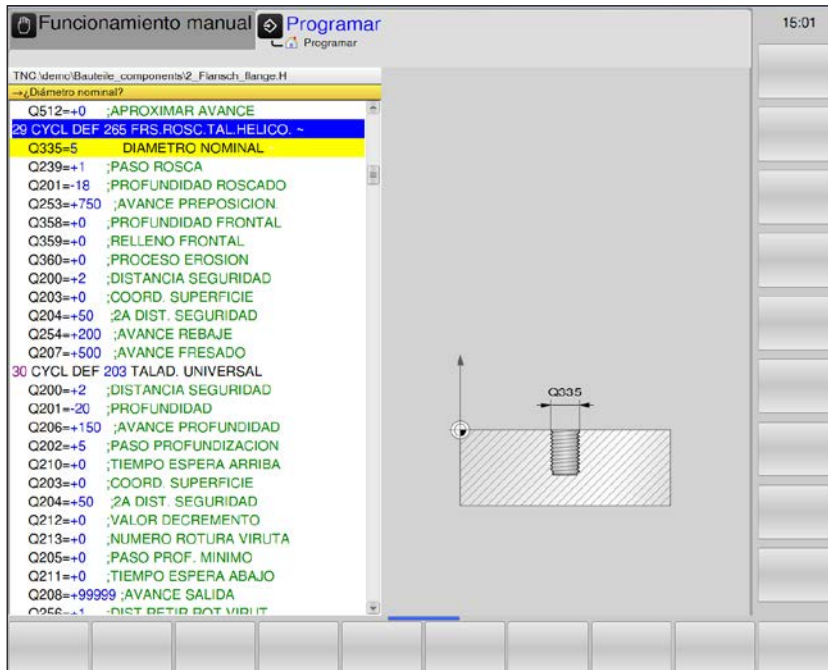 Funcionamiento manual
Programar
Programar
15:01
TNC:\demo\Bauteile_components\2_Flansch_flange.H
→¿Diámetro nominal?
Q512=+0 ;APROXIMAR AVANCE
29 CYCL DEF 265 FRS.ROSC.TAL.HELICO. ~
Q335=5 DIAMETRO NOMINAL
Q239=+1 ;PASO ROSCA
Q201=-18 ;PROFUNDIDAD ROSCADO
Q253=+750 ;AVANCE PREPOSICION.
Q358=+0 ;PROFUNDIDAD FRONTAL
Q359=+0 ;RELLENO FRONTAL
Q360=+0 ;PROCESO EROSION
Q200=+2 ;DISTANCIA SEGURIDAD
Q203=+0 ;COORD. SUPERFICIE
Q204=+50 ;2A DIST. SEGURIDAD
Q254=+200 ;AVANCE REBAJE
Q207=+500 ;AVANCE FRESADO
30 CYCL DEF 203 TALAD. UNIVERSAL
Q200=+2 ;DISTANCIA SEGURIDAD
Q201=-20 ;PROFUNDIDAD
Q206=+150 ;AVANCE PROFUNDIDAD
Q202=+5 ;PASO PROFUNDIZACION
Q210=+0 ;TIEMPO ESPERA ARRIBA
Q203=+0 ;COORD. SUPERFICIE
Q204=+50 ;2A DIST. SEGURIDAD
Q212=+0 ;VALOR DECREMENTO
Q213=+0 ;NUMERO ROTURA VIRUTA
Q205=+0 ;PASO PROF. MINIMO
Q211=+0 ;TIEMPO ESPERA ABAJO
Q208=+99999 ;AVANCE SALIDA
Q256=+1 ;DIST RETIR ROT VIRUT
Q335